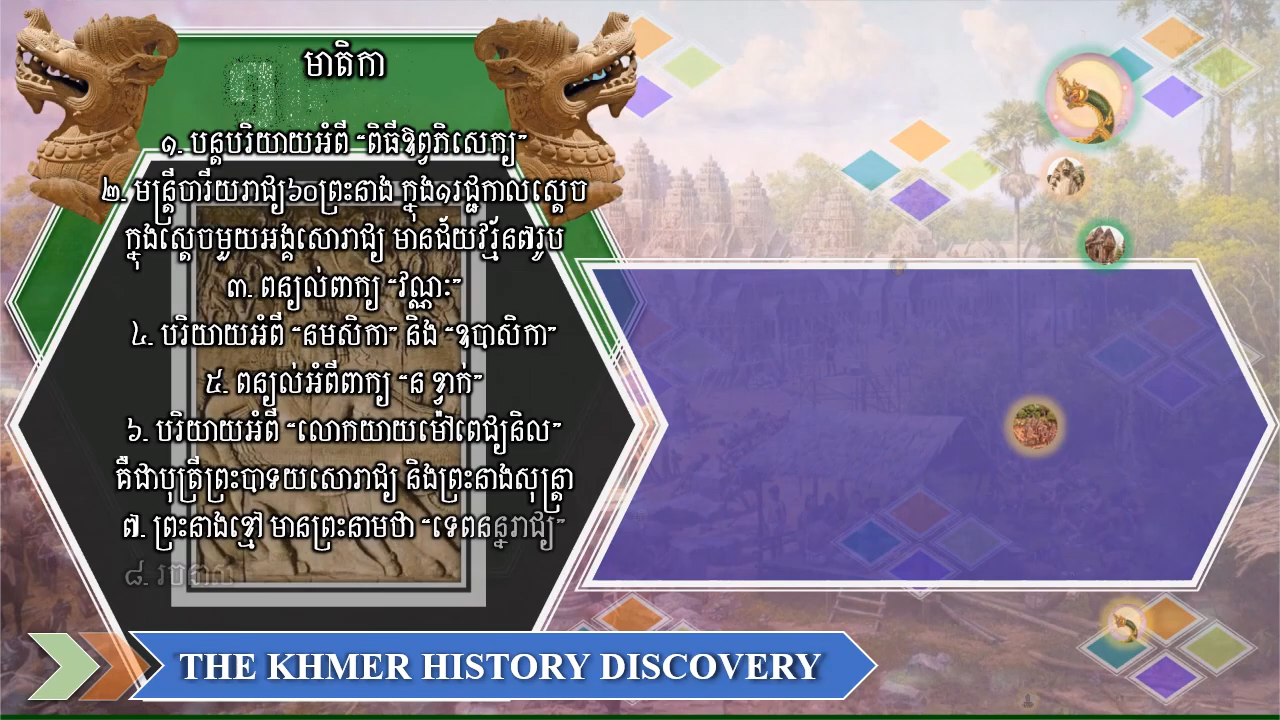 មាតិកា
១. បន្តបរិយាយអំពី “ពិធីឱព្វភិសេក្យ”
២. មន្ត្រីចារីយរាជ្យ៦០ព្រះនាង ក្នុង១រជ្ជកាលស្ដេច
ក្នុងស្ដេចមួយអង្គសោរាជ្យ មានជ័យវរ្ម័ន៧រូប
៣. ពន្យល់ពាក្យ “វណ្ណៈ”
៤. បរិយាយអំពី “នមសិកា” និង “ឧបាសិកា”
៥. ពន្យល់អំពីពាក្យ “ន ខ្វាក់”
៦. បរិយាយអំពី “លោកយាយម៉ៅពេជ្យនិល”
គឺជាបុត្រីព្រះបាទយសោរាជ្យ និងព្រះនាងសុន្ត្រា
៧. ព្រះនាងខ្មៅ មានព្រះនាមថា “ទេពនន្ទរាជ្យ”
៨.
THE KHMER HISTORY DISCOVERY